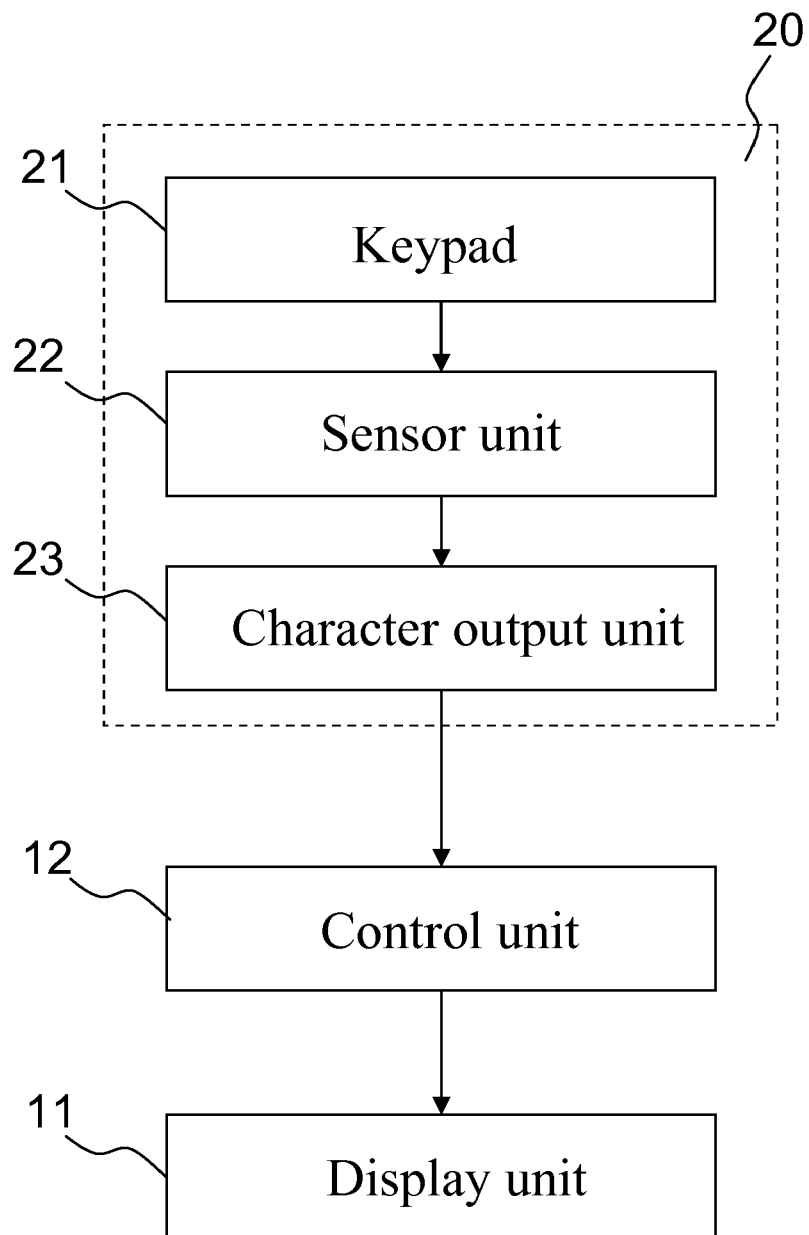 20
21
Keypad
22
Sensor unit
23
Character output unit
12
Control unit
11
Display unit